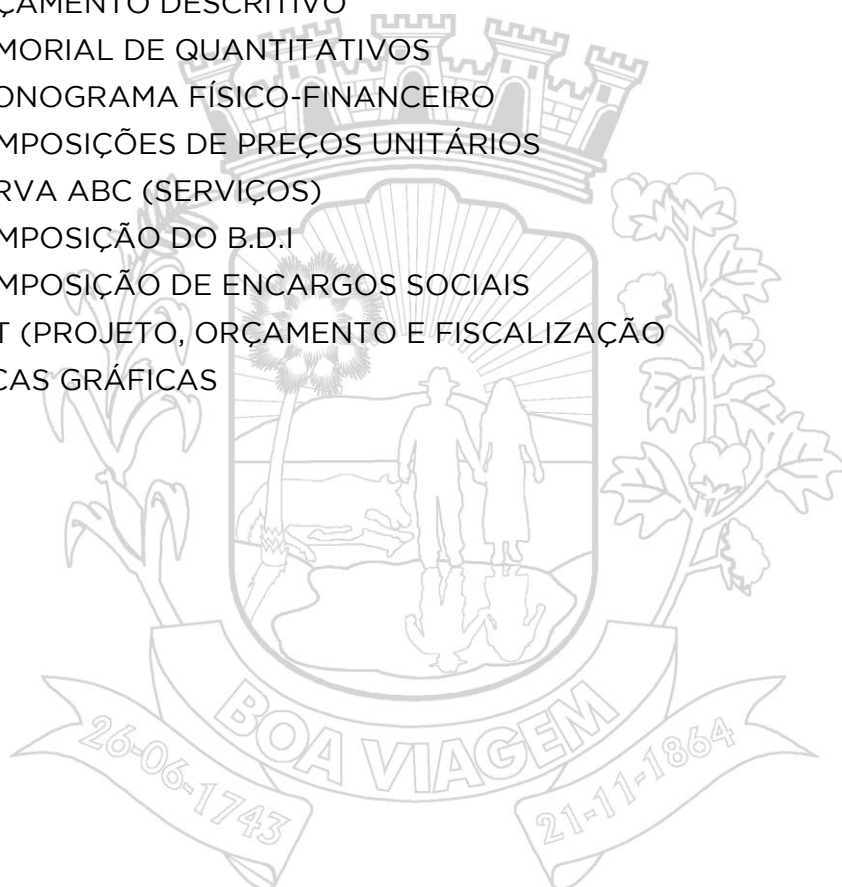 ÇAMENTO DESCRITIVO
MORIAL DE QUANTITATIVOS
ONOGRAMA FÍSICO-FINANCEIRO
MPOSIÇÕES DE PREÇOS UNITÁRIOS
RVA ABC (SERVIÇOS)
MPOSIÇÃO DO B.D.I
MPOSIÇÃO DE ENCARGOS SOCIAIS
T (PROJETO, ORÇAMENTO E FISCALIZAÇÃO
ÇAS GRÁFICAS
BOA VIAGEM
26-06-1743
21-11-1864